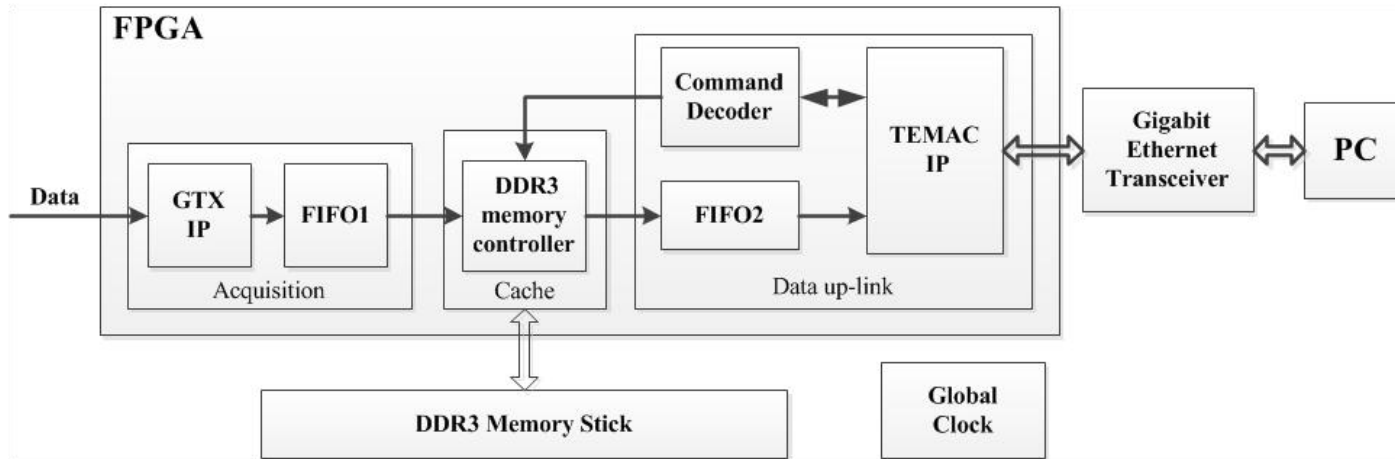 FPGA
Command
Decoder
TEMAC
IP
Gigabit
Ethernet
Transceiver
PC
Data
GTX
IP
FIFO1
DDR3
memory
controller
FIFO2
Acquisition
Cache
Data up-link
DDR3 Memory Stick
Global
Clock